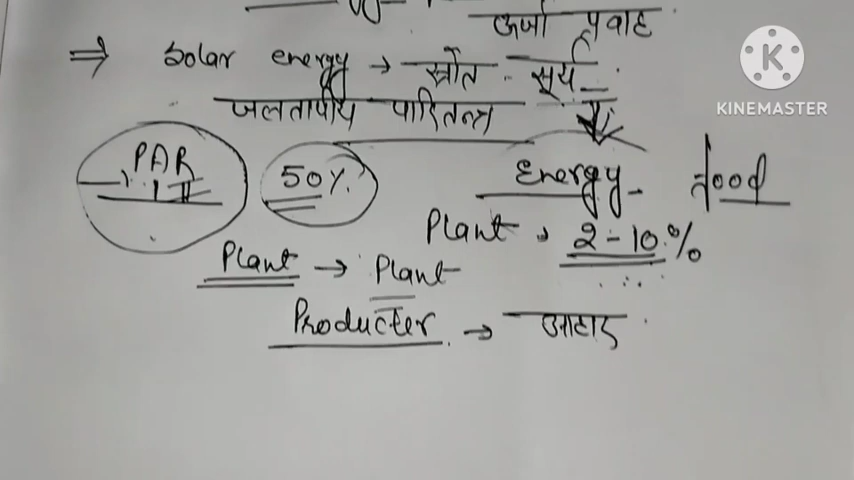 ऊर्जा प्रवाह
⇒ Solar energy → स्रोत - सूर्य
जलतापीय पारितन्त्र
PAR 50% Energy - food
Plant, 2-10%
Plant → Plant
Producter → आहार
K
KINEMASTER